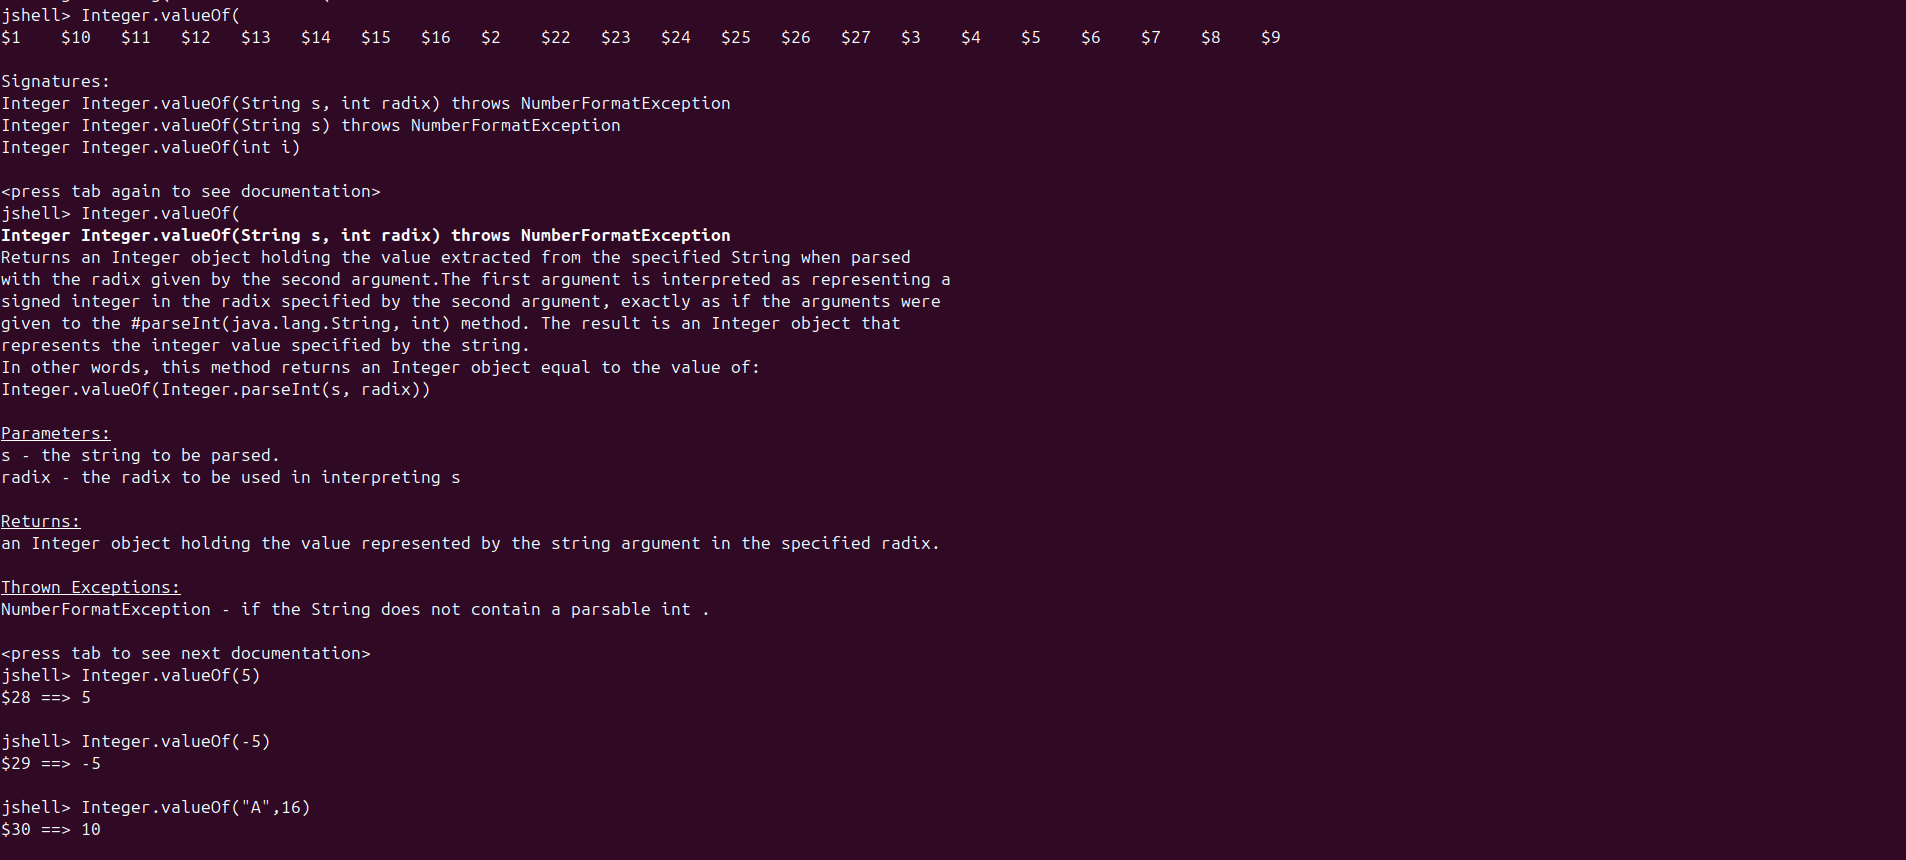 jshell> Integer.valueOf(
$1 $10 $11 $12 $13 $14 $15 $16 $2 $22 $23 $24 $25 $26 $27 $3 $4 $5 $6 $7 $8 $9
Signatures:
Integer Integer.valueOf(String s, int radix) throws NumberFormatException
Integer Integer.valueOf(String s) throws NumberFormatException
Integer Integer.valueOf(int i)
<press tab again to see documentation>
jshell> Integer.valueOf(
Integer Integer.valueOf(String s, int radix) throws NumberFormatException
Returns an Integer object holding the value extracted from the specified String when parsed
with the radix given by the second argument.The first argument is interpreted as representing a
signed integer in the radix specified by the second argument, exactly as if the arguments were
given to the #parseInt(java.lang.String, int) method. The result is an Integer object that
represents the integer value specified by the string.
In other words, this method returns an Integer object equal to the value of:
Integer.valueOf(Integer.parseInt(s, radix))
Parameters:
s - the string to be parsed.
radix - the radix to be used in interpreting s
Returns:
an Integer object holding the value represented by the string argument in the specified radix.
Thrown Exceptions:
NumberFormatException - if the String does not contain a parsable int .
<press tab to see next documentation>
jshell> Integer.valueOf(5)
$28 ==> 5
jshell> Integer.valueOf(-5)
$29 ==> -5
jshell> Integer.valueOf("A",16)
$30 ==> 10